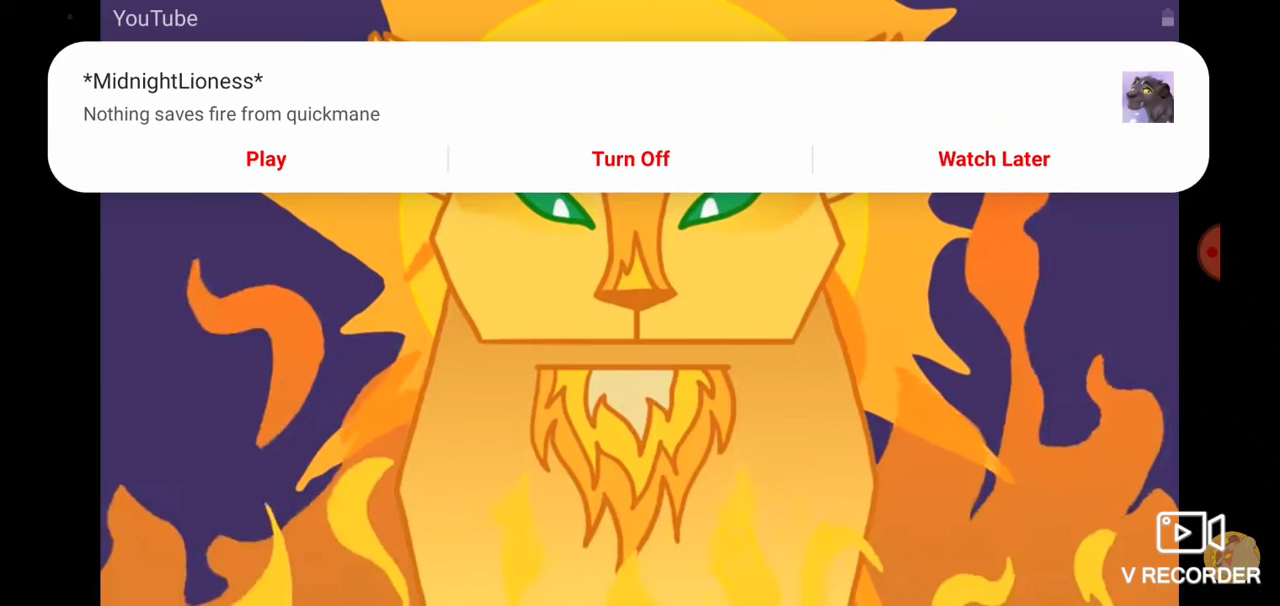 YouTube
*MidnightLioness*
Nothing saves fire from quickmane
Play
Turn Off
Watch Later
V RECORDER